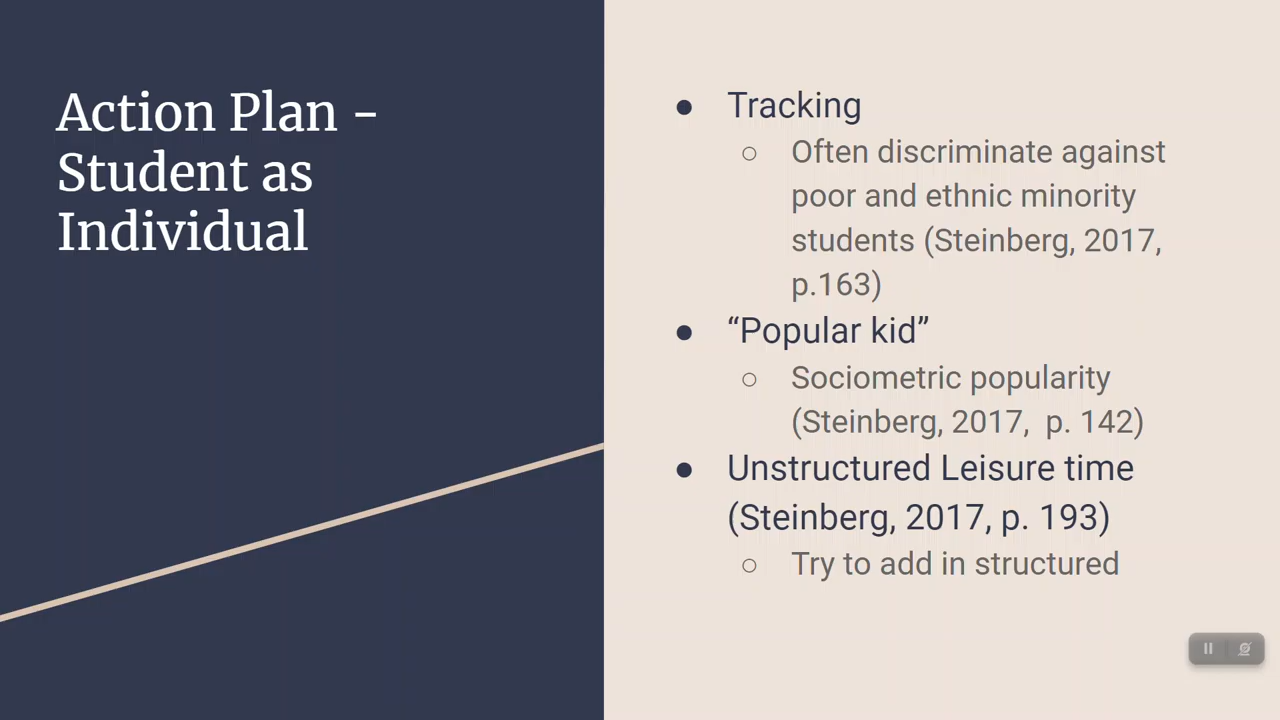 Action Plan -
Student as
Individual
● Tracking
○ Often discriminate against
poor and ethnic minority
students (Steinberg, 2017,
p.163)
● “Popular kid”
○ Sociometric popularity
(Steinberg, 2017,  p. 142)
● Unstructured Leisure time
(Steinberg, 2017, p. 193)
○ Try to add in structured